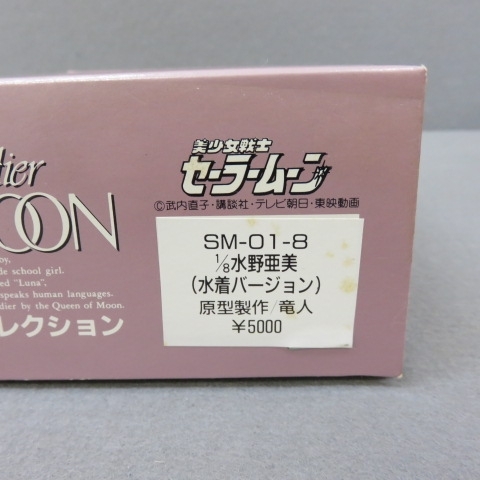 美少女戦士
セーラームーン
©武内直子・講談社・テレビ朝日・東映動画
SM-01-8
1/8水野亜美
(水着バージョン)
原型製作/竜人
¥5000
dier
OON
by,
de school girl.
ed "Luna",
speaks human languages.
dier by the Queen of Moon.
レクション